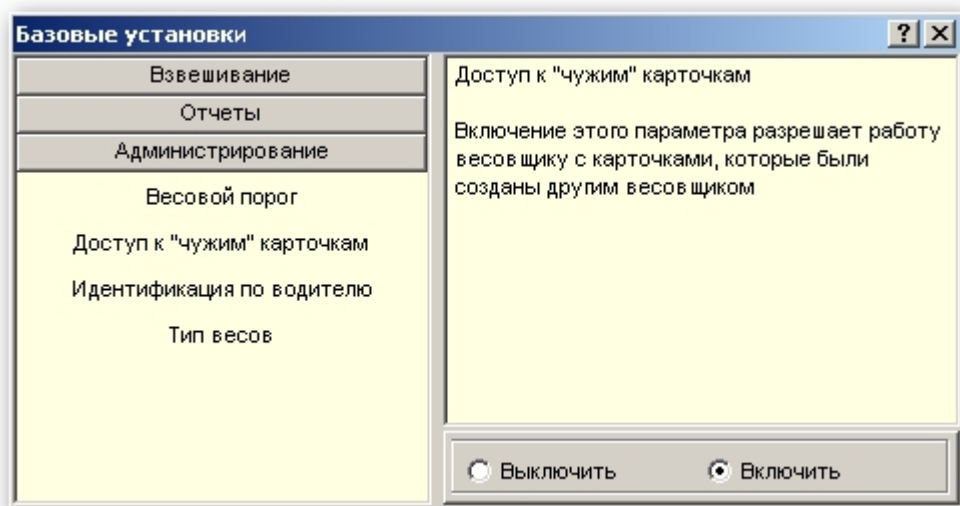 Базовые установки
Взвешивание
Отчеты
Администрирование
Весовой порог
Доступ к "чужим" карточкам
Идентификация по водителю
Тип весов
Доступ к "чужим" карточкам
Включение этого параметра разрешает работу
весовщику с карточками, которые были
созданы другим весовщиком
Выключить
Включить